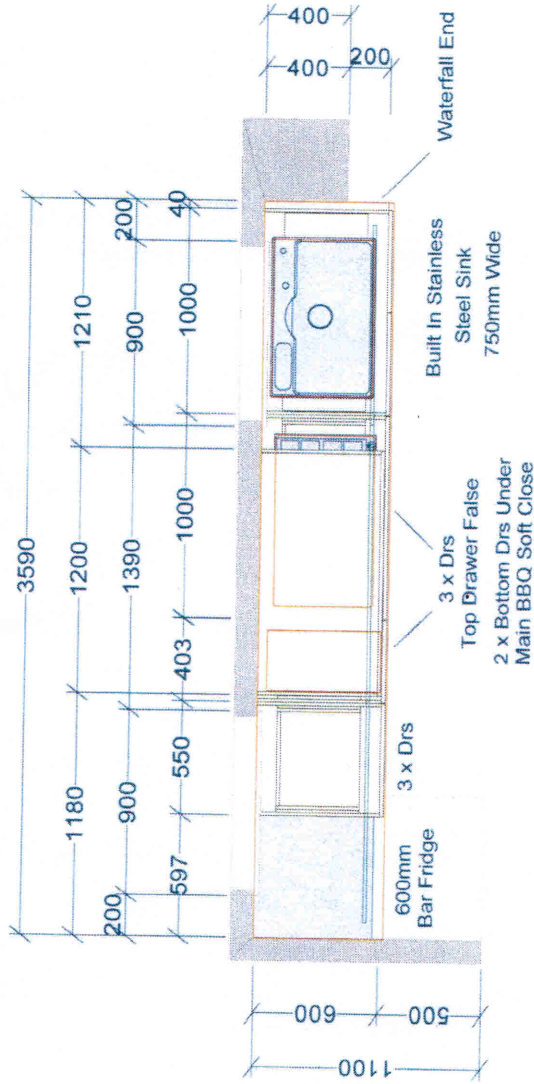 3590
1180
1200
1210
200
900
1390
900
200
597
550
403
1000
1000
40
400
400
200
600
500
1100
600mm
Bar Fridge
3 x Drs
3 x Drs
Top Drawer False
2 x Bottom Drs Under
Main BBQ Soft Close
Built In Stainless
Steel Sink
750mm Wide
Waterfall End